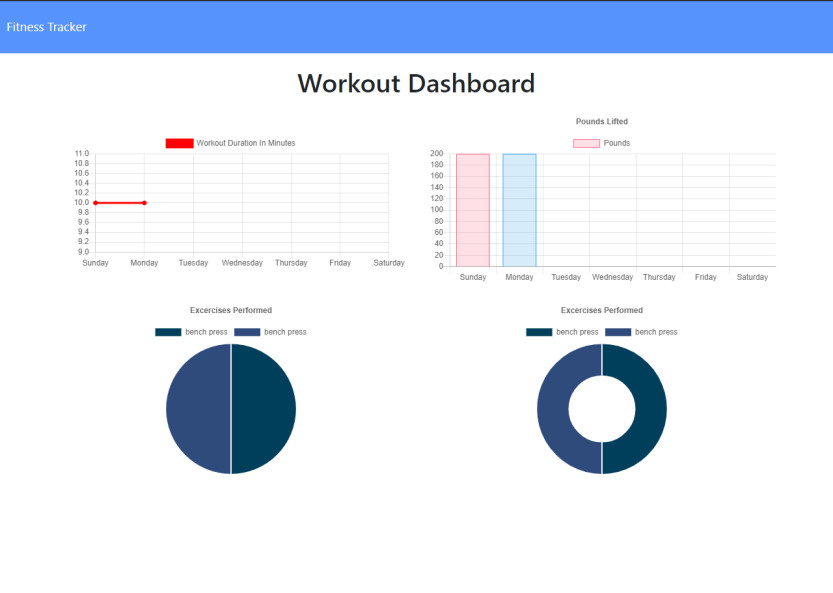 Fitness Tracker
Workout Dashboard
Workout Duration In Minutes
11.0
10.8
10.6
10.4
10.2
10.0
9.8
9.6
9.4
9.2
9.0
Sunday Monday Tuesday Wednesday Thursday Friday Saturday
Pounds Lifted
Pounds
200
180
160
140
120
100
80
60
40
20
0
Sunday Monday Tuesday Wednesday Thursday Friday Saturday
Excercises Performed
bench press bench press
Excercises Performed
bench press bench press